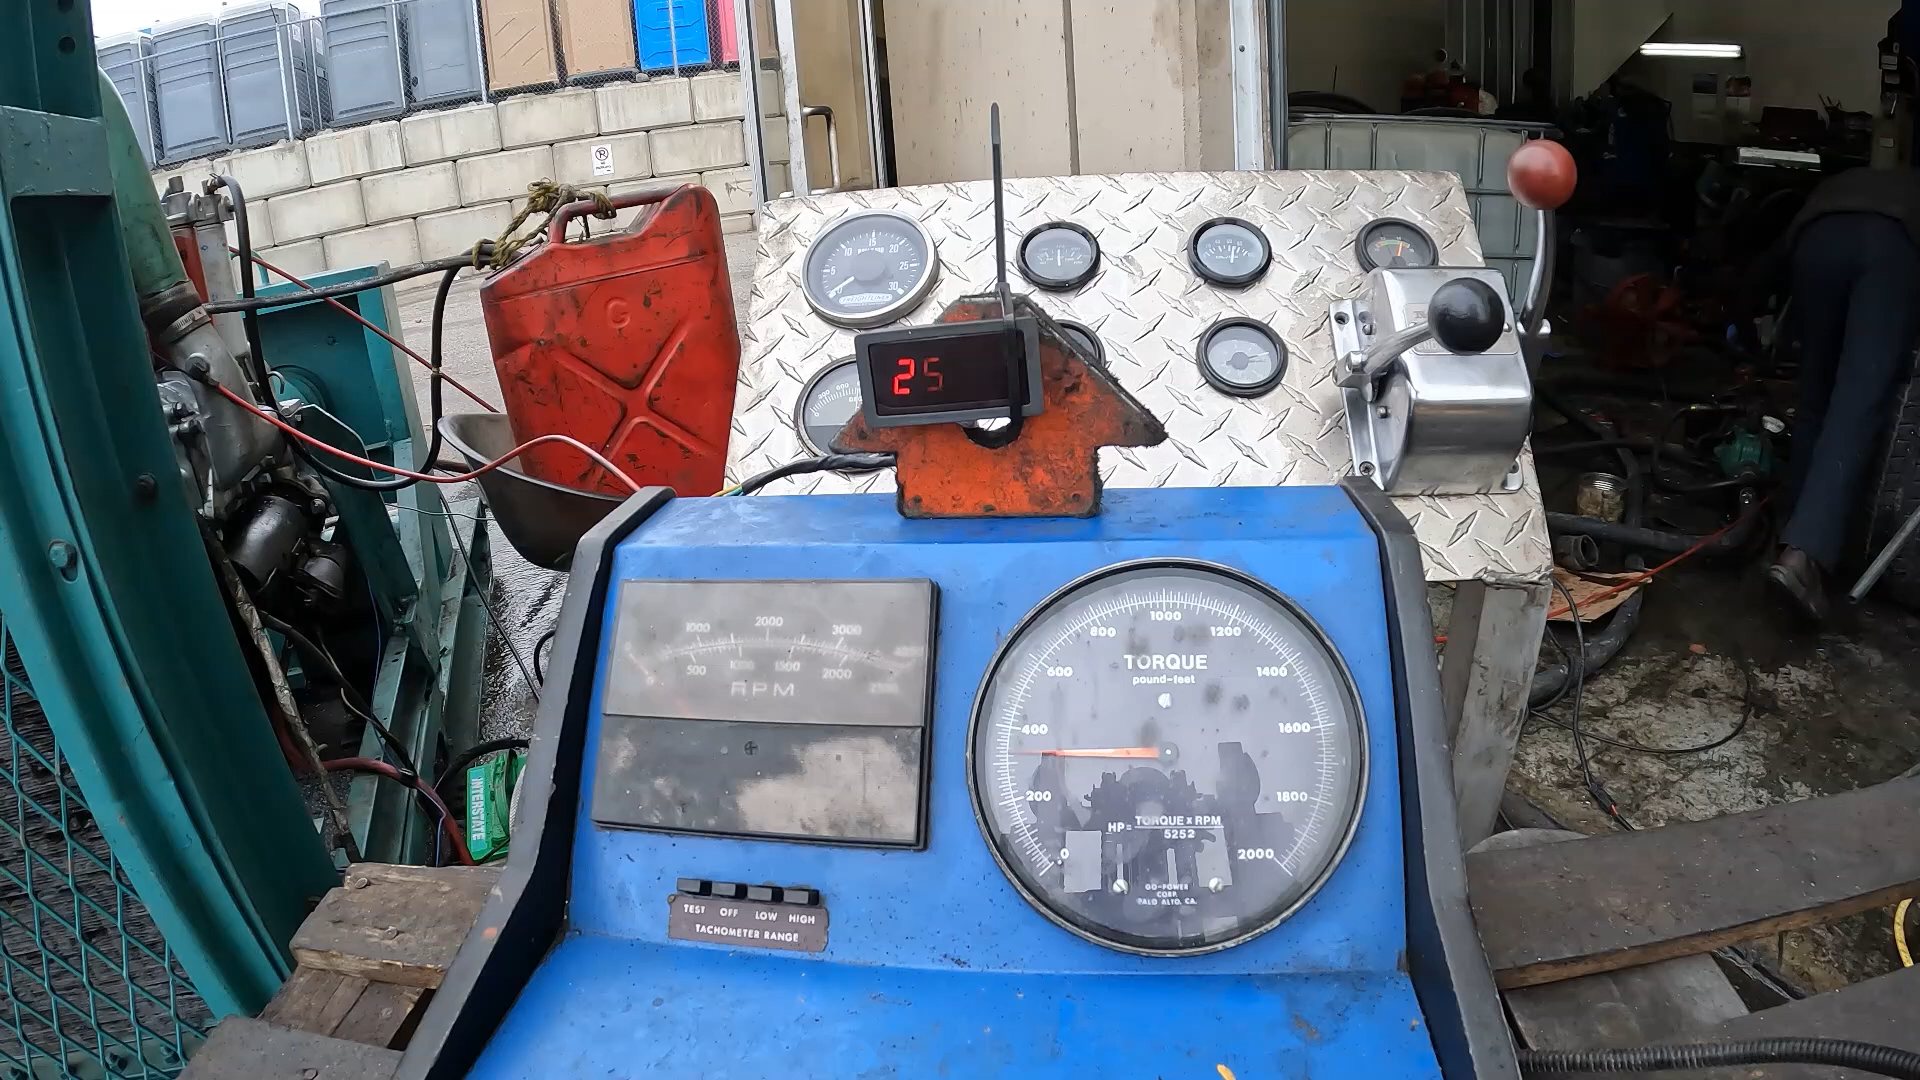 G
5 10 15 20 25 30
FREIGHTLINER
25
INTERSTATE
1000 2000 3000
500 1000 1500 2000 2500
RPM
TEST OFF LOW HIGH
TACHOMETER RANGE
0 200 400 600 800 1000 1200 1400 1600 1800 2000
TORQUE
pound-feet
HP= TORQUE x RPM
5252
GO-POWER
CORP.
PALO ALTO, CA.